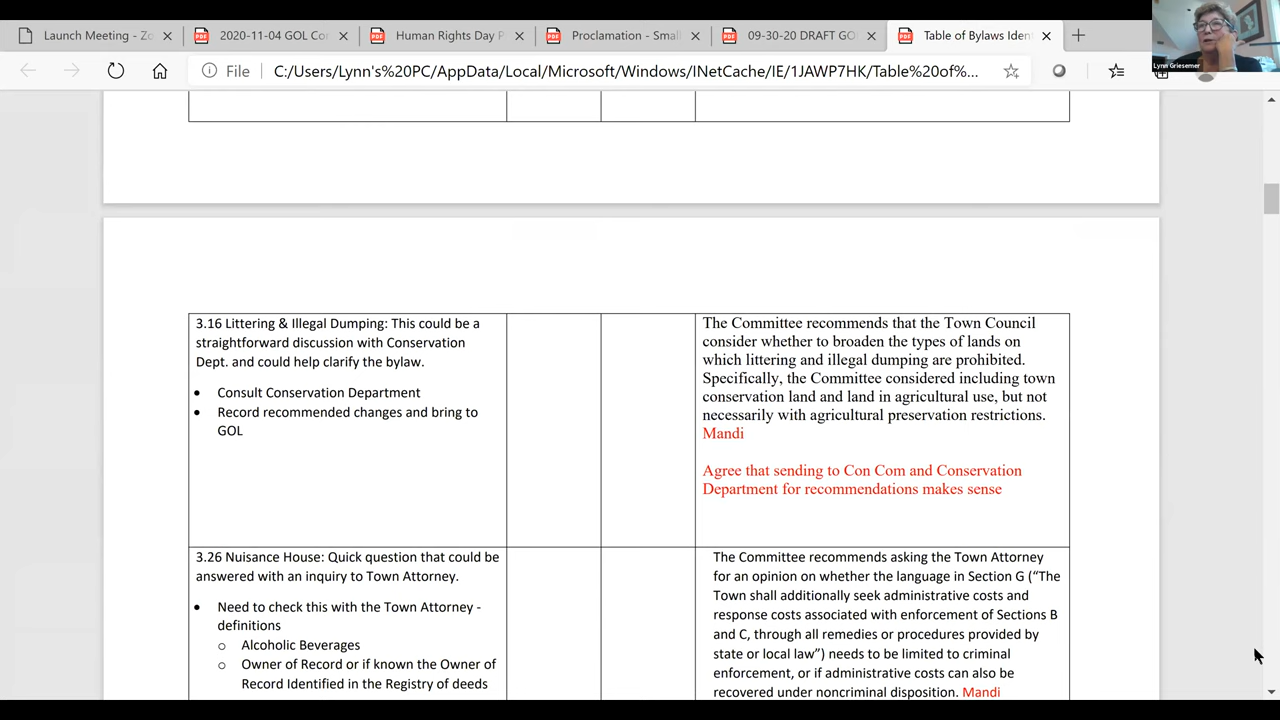 Launch Meeting - Zo
2020-11-04 GOL Co
Human Rights Day P
Proclamation - Small
09-30-20 DRAFT GO
Table of Bylaws Iden
File
C:/Users/Lynn's%20PC/AppData/Local/Microsoft/Windows/INetCache/IE/1JAWP7HK/Table%20of%...
Lynn Griesemer
3.16 Littering & Illegal Dumping: This could be a
straightforward discussion with Conservation
Dept. and could help clarify the bylaw.
• Consult Conservation Department
• Record recommended changes and bring to
GOL
The Committee recommends that the Town Council
consider whether to broaden the types of lands on
which littering and illegal dumping are prohibited.
Specifically, the Committee considered including town
conservation land and land in agricultural use, but not
necessarily with agricultural preservation restrictions.
Mandi
Agree that sending to Con Com and Conservation
Department for recommendations makes sense
3.26 Nuisance House: Quick question that could be
answered with an inquiry to Town Attorney.
• Need to check this with the Town Attorney -
definitions
o Alcoholic Beverages
o Owner of Record or if known the Owner of
Record Identified in the Registry of deeds
The Committee recommends asking the Town Attorney
for an opinion on whether the language in Section G (“The
Town shall additionally seek administrative costs and
response costs associated with enforcement of Sections B
and C, through all remedies or procedures provided by
state or local law”) needs to be limited to criminal
enforcement, or if administrative costs can also be
recovered under noncriminal disposition. Mandi